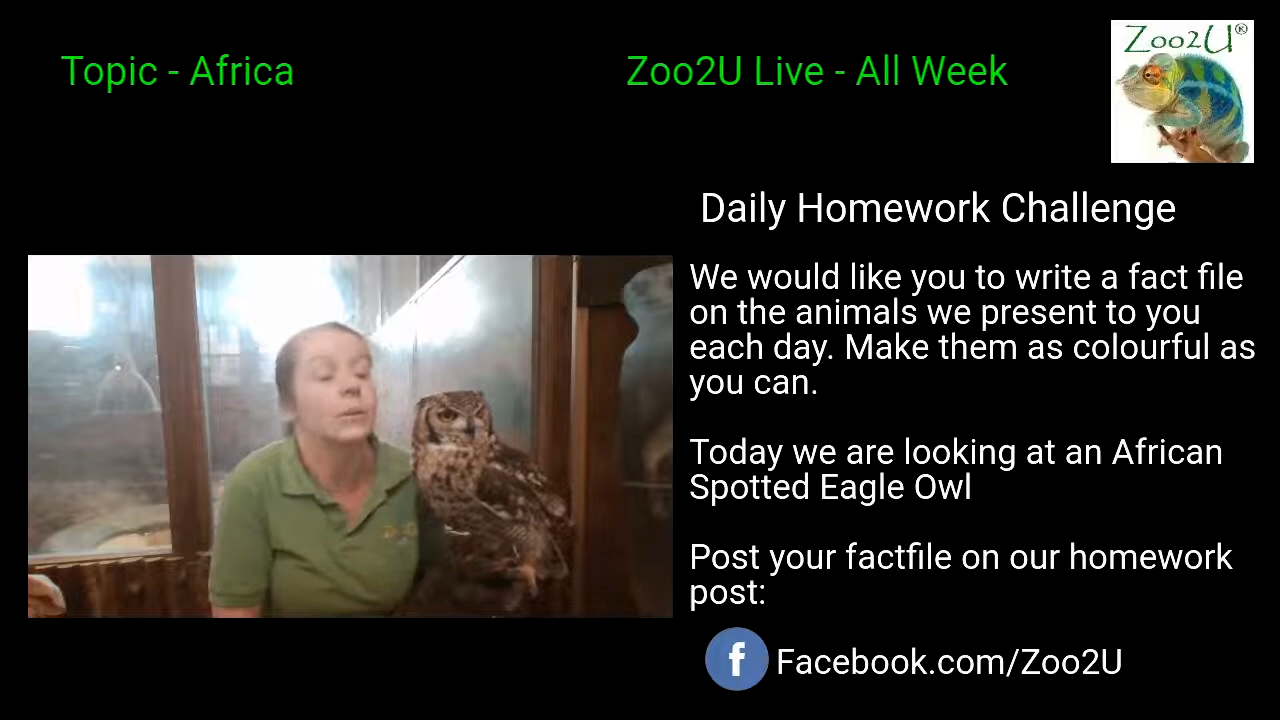 Topic - Africa
Zoo2U Live - All Week
Zoo2U®
Daily Homework Challenge
We would like you to write a fact file
on the animals we present to you
each day. Make them as colourful as
you can.
Today we are looking at an African
Spotted Eagle Owl
Post your factfile on our homework
post:
f Facebook.com/Zoo2U
Zoo2U